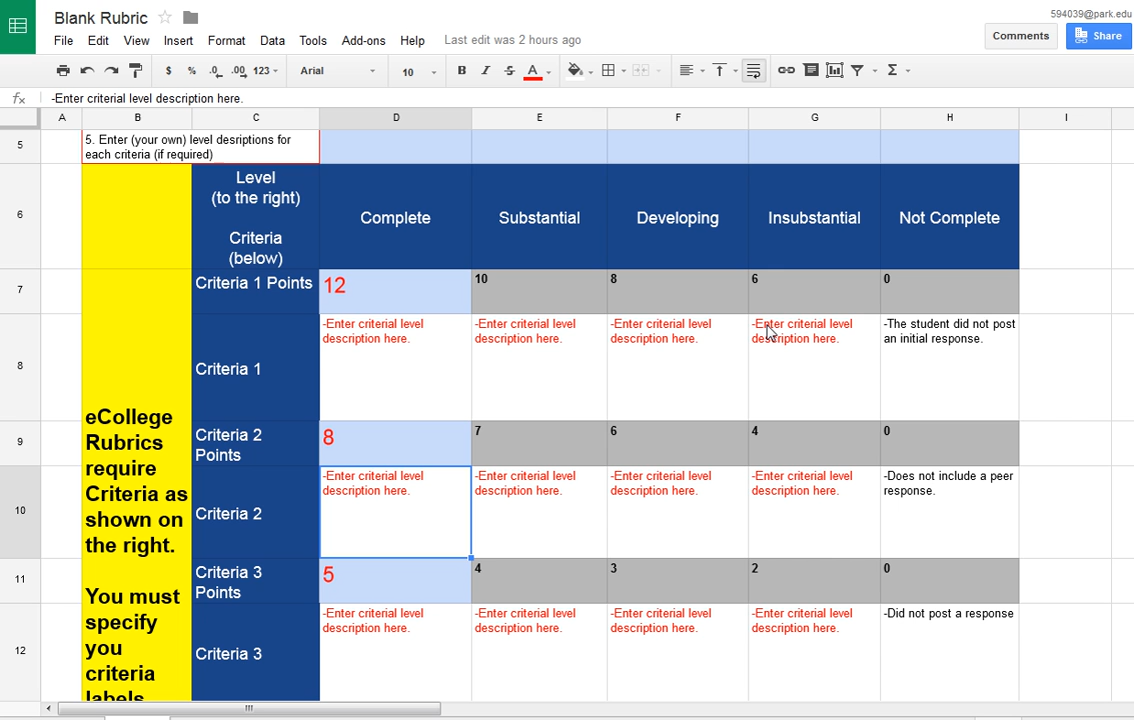 Blank Rubric
594039@park.edu
File Edit View Insert Format Data Tools Add-ons Help Last edit was 2 hours ago
Comments Share
$ % .0 .00 123 Arial 10 B I S A Σ
fx -Enter criterial level description here.
A B C D E F G H I
5 5. Enter (your own) level desriptions for
each criteria (if required)
6 Level
(to the right)
Criteria
(below)
Complete Substantial Developing Insubstantial Not Complete
7 Criteria 1 Points 12 10 8 6 0
8 Criteria 1
-Enter criterial level -Enter criterial level -Enter criterial level -Enter criterial level -The student did not post
description here. description here. description here. description here. an initial response.
9 Criteria 2
Points
8 7 6 4 0
10 Criteria 2
-Enter criterial level -Enter criterial level -Enter criterial level -Enter criterial level -Does not include a peer
description here. description here. description here. description here. response.
11 Criteria 3
Points
5 4 3 2 0
12 Criteria 3
-Enter criterial level -Enter criterial level -Enter criterial level -Enter criterial level -Did not post a response
description here. description here. description here. description here.
eCollege
Rubrics
require
Criteria as
shown on
the right.
You must
specify
you
criteria
labels